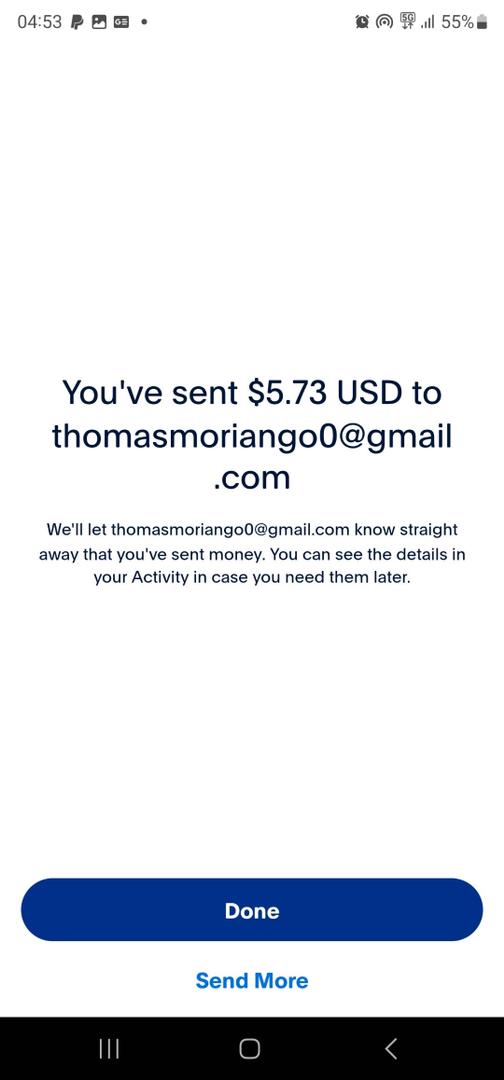 04:53
GE
5G
55%
You've sent $5.73 USD to
thomasmoriango0@gmail
.com
We'll let thomasmoriango0@gmail.com know straight
away that you've sent money. You can see the details in
your Activity in case you need them later.
Done
Send More